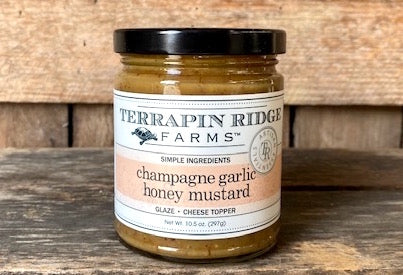 TERRAPIN RIDGE
FARMS™
SIMPLE INGREDIENTS
champagne garlic
honey mustard
GLAZE • CHEESE TOPPER
Net Wt. 10.5 oz. (297g)